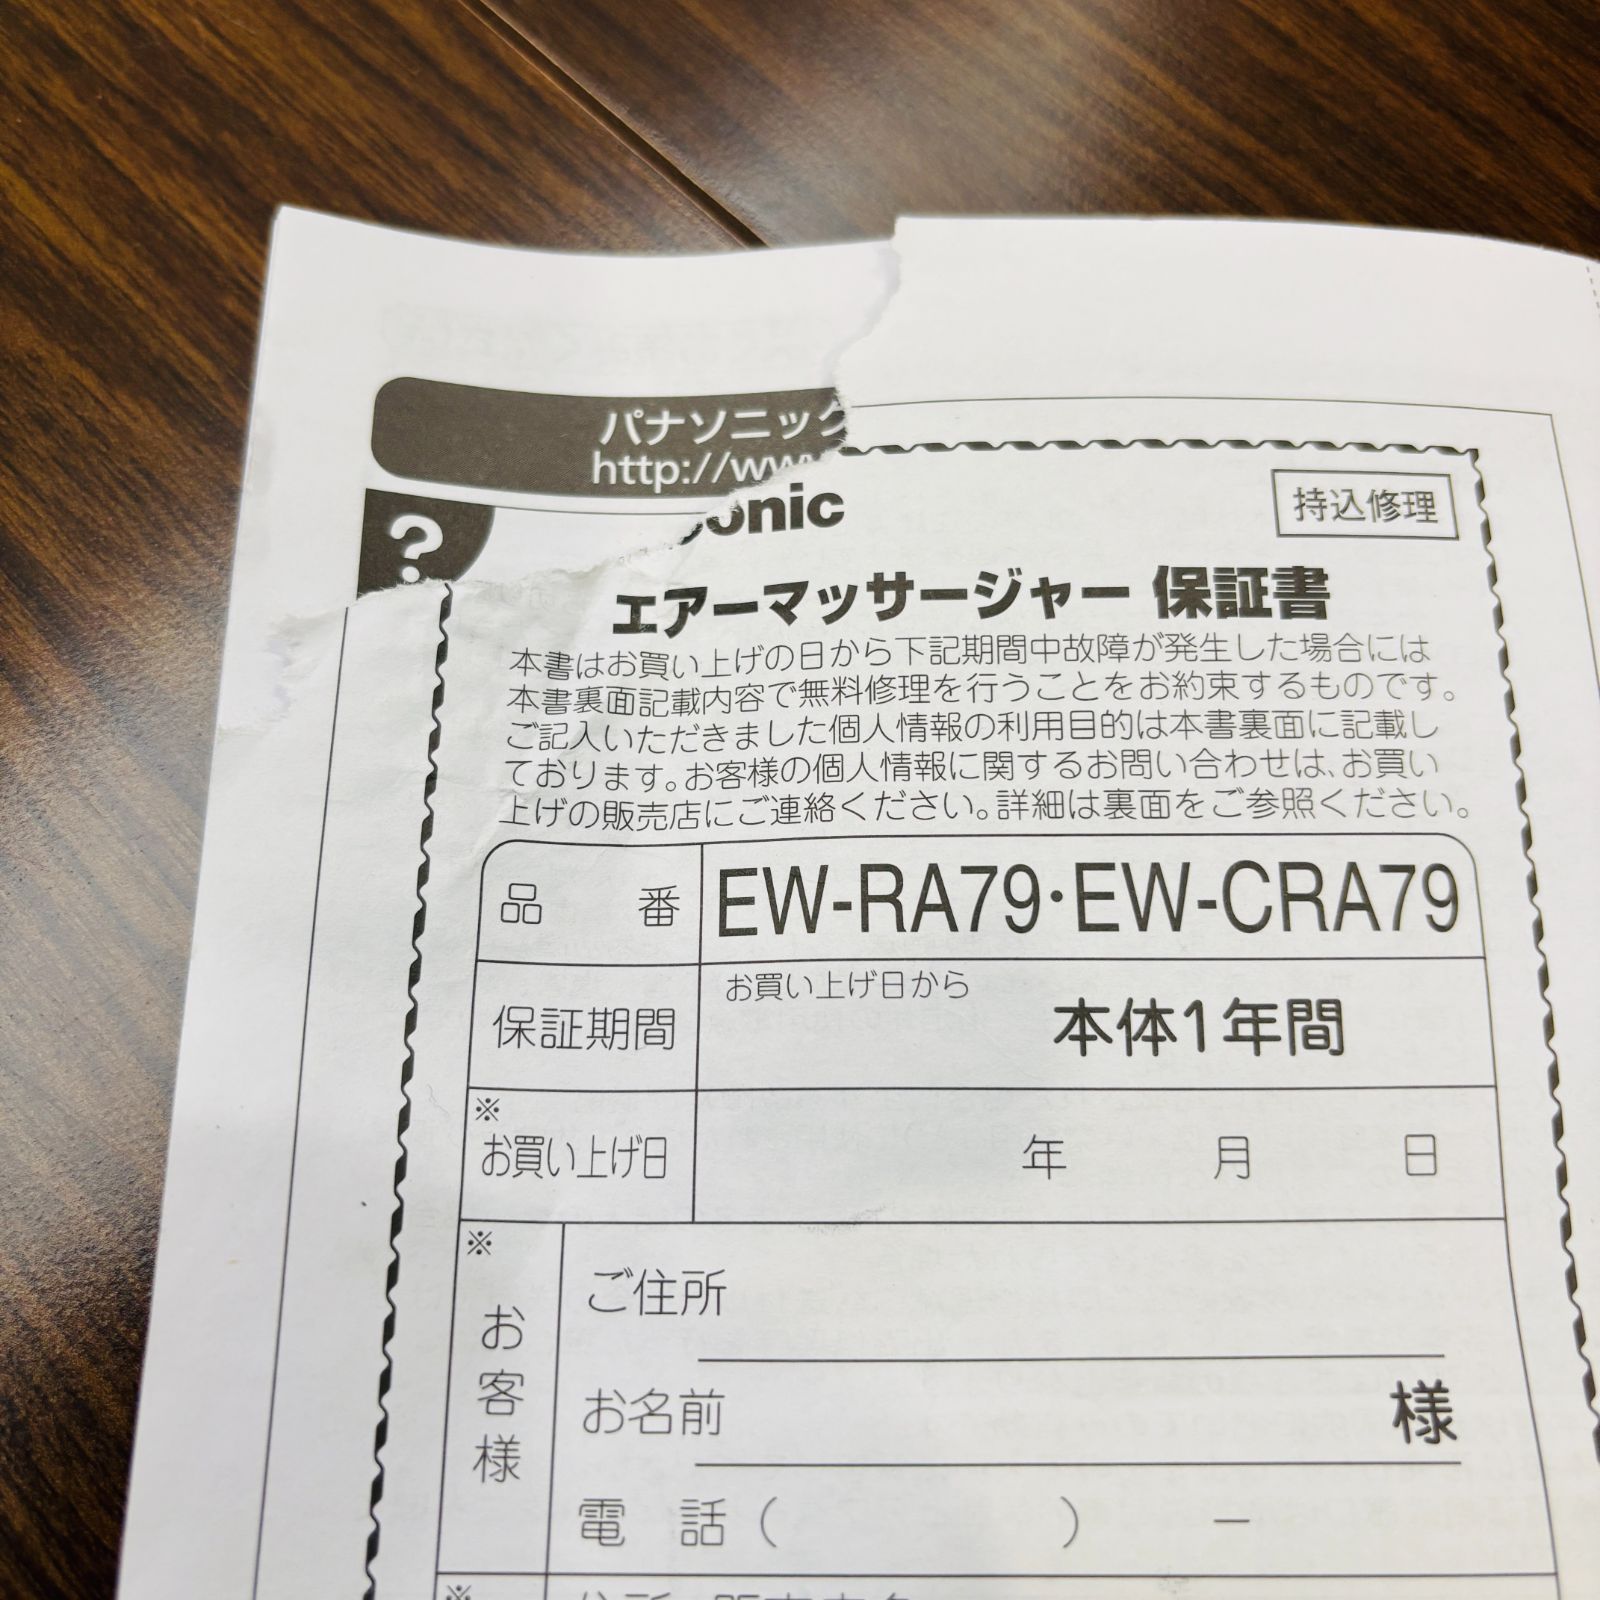 パナソニック
http://www
?
sonic
持込修理
エアーマッサージャー 保証書
本書はお買い上げの日から下記期間中故障が発生した場合には
本書裏面記載内容で無料修理を行うことをお約束するものです。
ご記入いただきました個人情報の利用目的は本書裏面に記載し
ております。お客様の個人情報に関するお問い合わせは、お買い
上げの販売店にご連絡ください。詳細は裏面をご参照ください。
品 番 EW-RA79・EW-CRA79
保証期間 お買い上げ日から 本体1年間
※お買い上げ日 年 月 日
※お客様
ご住所
お名前 様
電 話 ( ) −
※